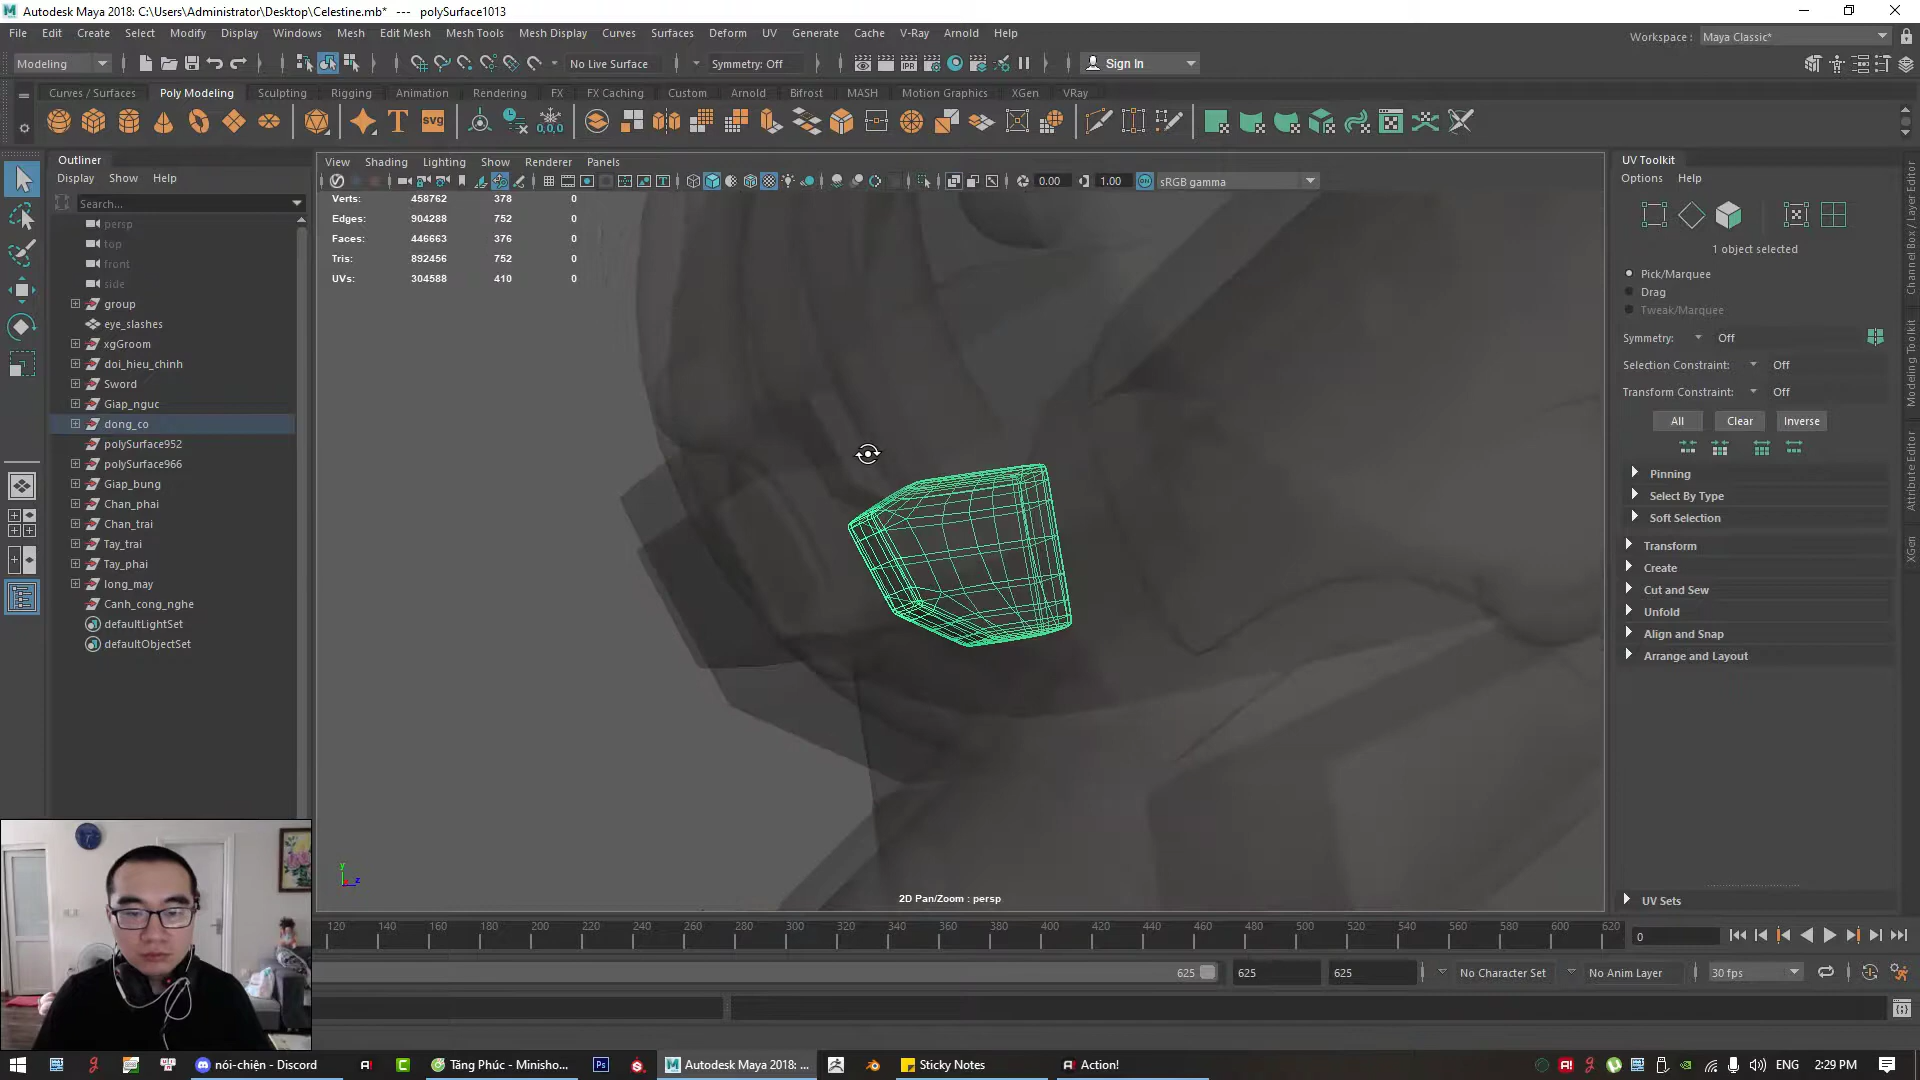 Autodesk Maya 2018: C:\Users\Administrator\Desktop\Celestine.mb* --- polySurface1013
File Edit Create Select Modify Display Windows Mesh Edit Mesh Mesh Tools Mesh Display Curves Surfaces Deform UV Generate Cache V-Ray Arnold Help
Workspace : Maya Classic*
Modeling No Live Surface Symmetry: Off Sign In
Curves / Surfaces Poly Modeling Sculpting Rigging Animation Rendering FX FX Caching Custom Arnold Bifrost MASH Motion Graphics XGen VRay
Outliner
Display Show Help
Search...
persp
top
front
side
group
eye_slashes
xgGroom
doi_hieu_chinh
Sword
Giap_nguc
dong_co
polySurface952
polySurface966
Giap_bung
Chan_phai
Chan_trai
Tay_trai
Tay_phai
long_may
Canh_cong_nghe
defaultLightSet
defaultObjectSet
View Shading Lighting Show Renderer Panels
0.00 1.00 sRGB gamma
Verts: 458762 378 0
Edges: 904288 752 0
Faces: 446663 376 0
Tris: 892456 752 0
UVs: 304588 410 0
y
z
2D Pan/Zoom : persp
UV Toolkit
Options Help
1 object selected
Pick/Marquee
Drag
Tweak/Marquee
Symmetry: Off
Selection Constraint: Off
Transform Constraint: Off
All Clear Inverse
Pinning
Select By Type
Soft Selection
Transform
Create
Cut and Sew
Unfold
Align and Snap
Arrange and Layout
UV Sets
Channel Box / Layer Editor
Modeling Toolkit
Attribute Editor
XGen
120 140 160 180 200 220 240 260 280 300 320 340 360 380 400 420 440 460 480 500 520 540 560 580 600 620
0
625 625 625 No Character Set No Anim Layer 30 fps
nói-chiện - Discord Tăng Phúc - Minisho... Autodesk Maya 2018: ... Sticky Notes Action! ENG 2:29 PM